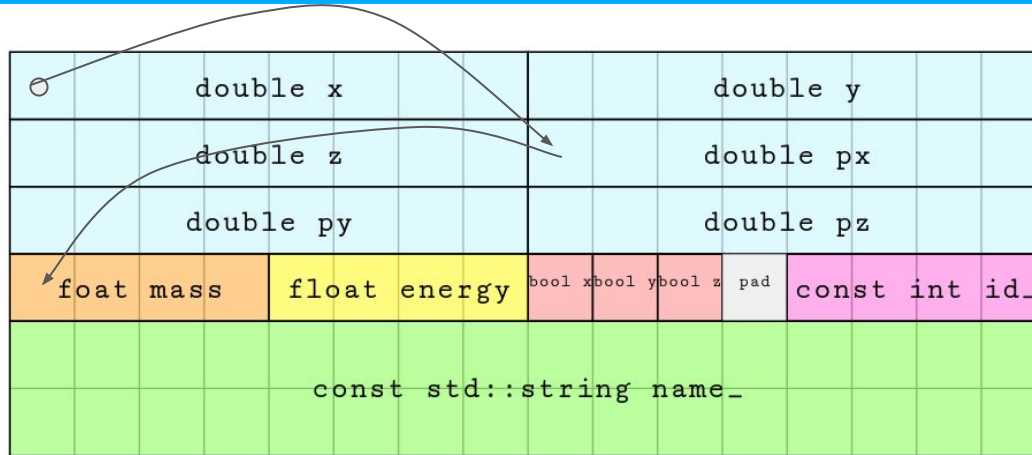 double x double y
double z double px
double py double pz
foat mass float energy bool x bool y bool z pad const int id_
const std::string name_